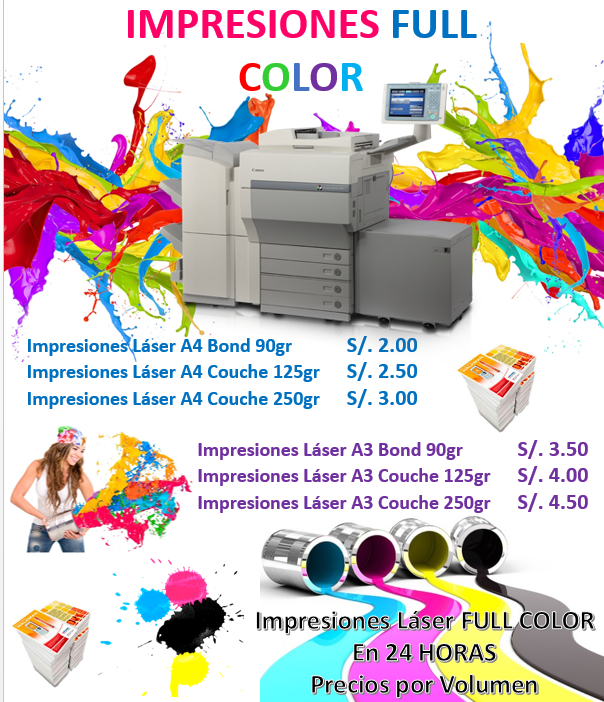 IMPRESIONES FULL
COLOR
Canon
Impresiones Láser A4 Bond 90gr S/. 2.00
Impresiones Láser A4 Couche 125gr S/. 2.50
Impresiones Láser A4 Couche 250gr S/. 3.00
Impresiones Láser A3 Bond 90gr S/. 3.50
Impresiones Láser A3 Couche 125gr S/. 4.00
Impresiones Láser A3 Couche 250gr S/. 4.50
Impresiones Láser FULL COLOR
En 24 HORAS
Precios por Volumen